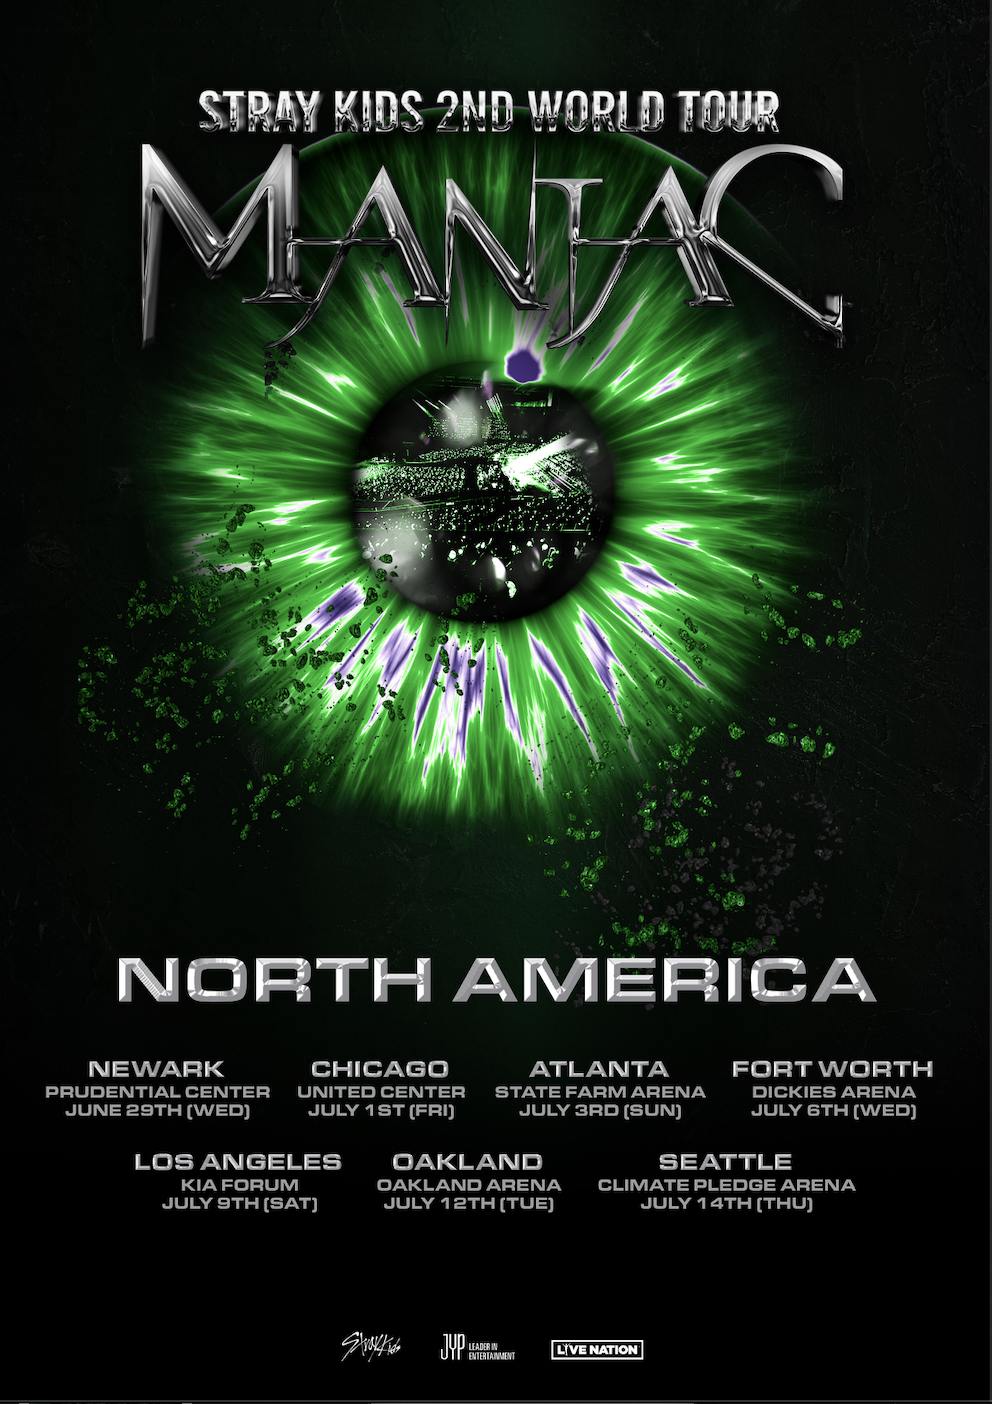 STRAY KIDS 2ND WORLD TOUR
MANIAC
NORTH AMERICA
NEWARK
PRUDENTIAL CENTER
JUNE 29TH (WED)
CHICAGO
UNITED CENTER
JULY 1ST (FRI)
ATLANTA
STATE FARM ARENA
JULY 3RD (SUN)
FORT WORTH
DICKIES ARENA
JULY 6TH (WED)
LOS ANGELES
KIA FORUM
JULY 9TH (SAT)
OAKLAND
OAKLAND ARENA
JULY 12TH (TUE)
SEATTLE
CLIMATE PLEDGE ARENA
JULY 14TH (THU)
Stray Kids
JYP LEADER IN
ENTERTAINMENT
LIVE NATION